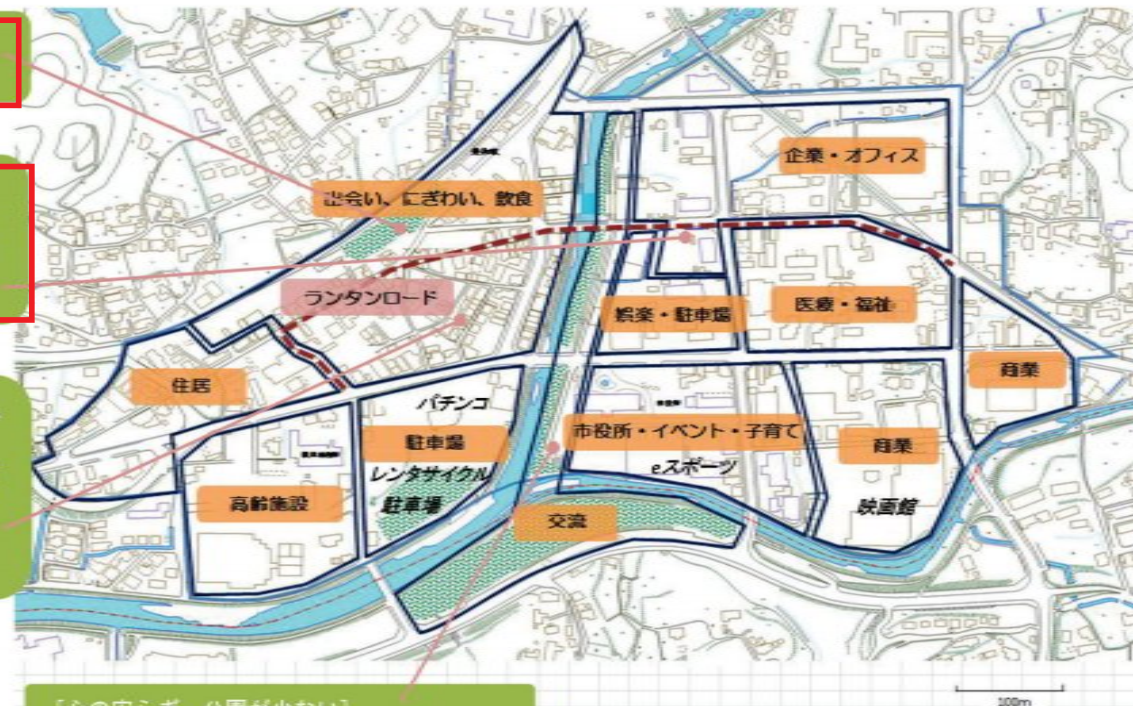 企業・オフィス
出会い、にぎわい、飲食
ランタンロード
娯楽・駐車場
医療・福祉
住居
商業
パチンコ
駐車場
市役所・イベント・子育て
商業
レンタサイクル
eスポーツ
高齢施設
駐車場
映画館
交流
100m